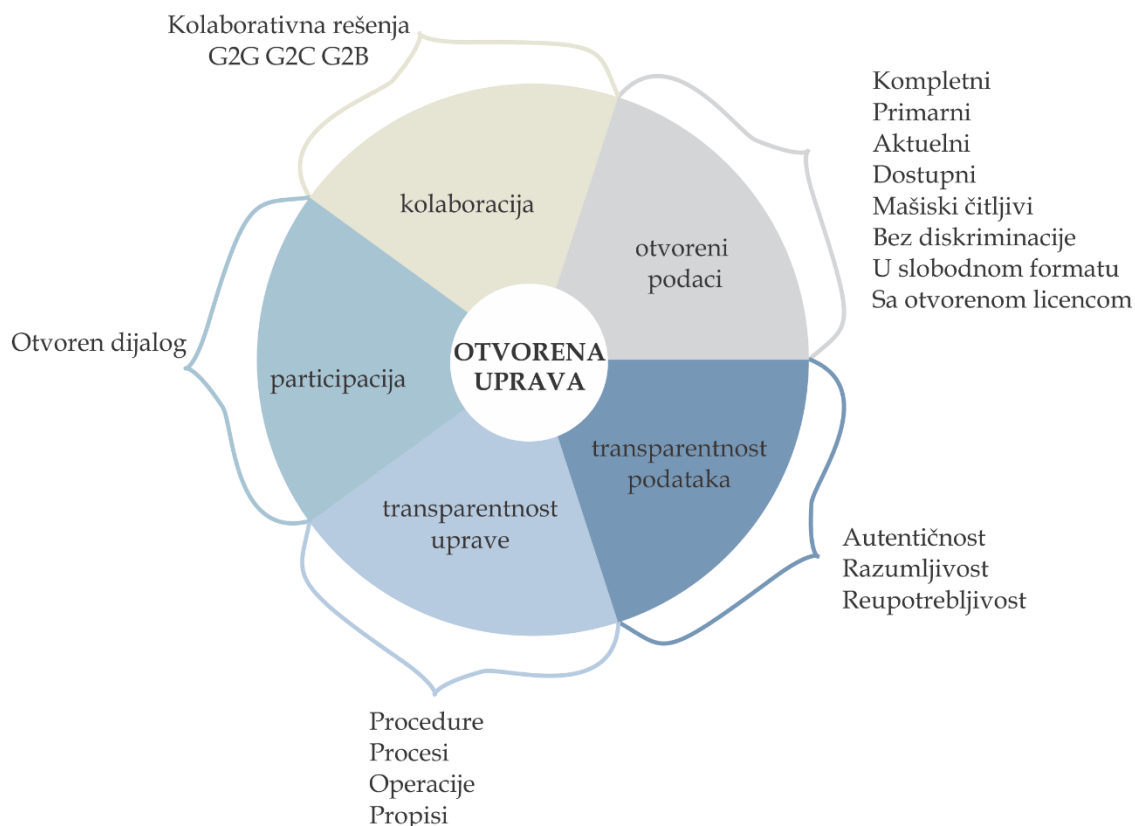 Kolaborativna rešenja
G2G G2C G2B
Kompletni
Primarni
Aktuelni
Dostupni
Mašiski čitljivi
Bez diskriminacije
U slobodnom formatu
Sa otvorenom licencom
kolaboracija
otvoreni
podaci
Otvoren dijalog
participacija
OTVORENA
UPRAVA
transparentnost
podataka
transparentnost
uprave
Autentičnost
Razumljivost
Reupotrebljivost
Procedure
Procesi
Operacije
Propisi